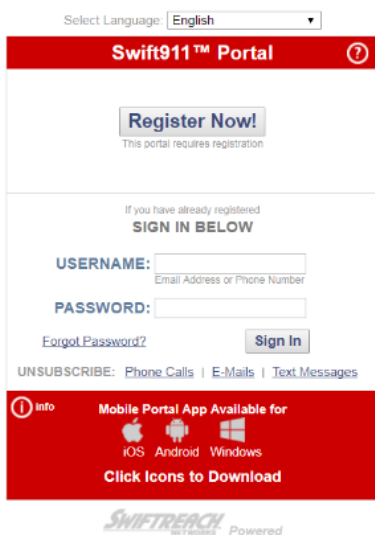 Select Language: English
Swift911™ Portal ?
Register Now!
This portal requires registration
If you have already registered
SIGN IN BELOW
USERNAME:
Email Address or Phone Number
PASSWORD:
Forgot Password? Sign In
UNSUBSCRIBE: Phone Calls | E-Mails | Text Messages
i Info Mobile Portal App Available for
iOS Android Windows
Click Icons to Download
SWIFTREACH NETWORKS Powered